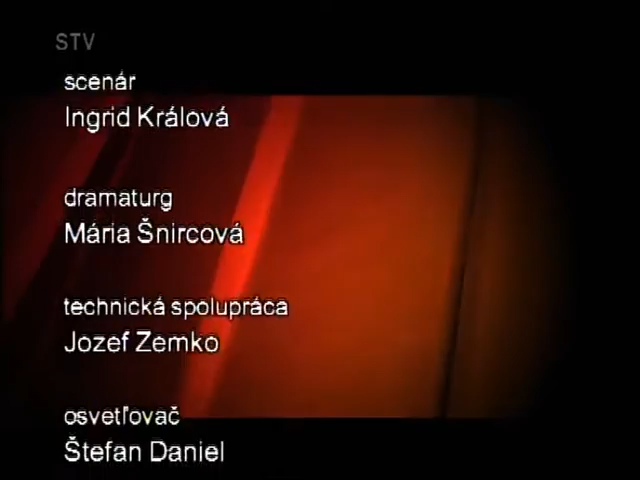 STV
scenár
Ingrid Králová
dramaturg
Mária Šnircová
technická spolupráca
Jozef Zemko
osvetľovač
Štefan Daniel